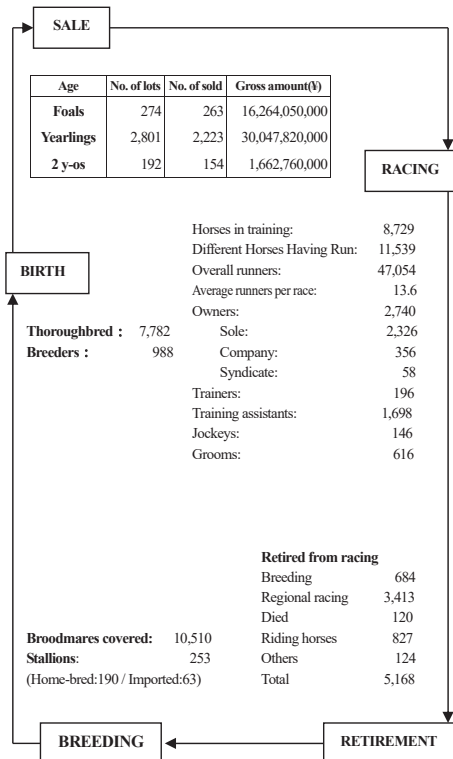 SALE
Age No. of lots No. of sold Gross amount(¥)
Foals 274 263 16,264,050,000
Yearlings 2,801 2,223 30,047,820,000
2 y-os 192 154 1,662,760,000
RACING
Horses in training: 8,729
Different Horses Having Run: 11,539
Overall runners: 47,054
Average runners per race: 13.6
Owners: 2,740
Sole: 2,326
Company: 356
Syndicate: 58
Trainers: 196
Training assistants: 1,698
Jockeys: 146
Grooms: 616
BIRTH
Thoroughbred： 7,782
Breeders： 988
Retired from racing
Breeding 684
Regional racing 3,413
Died 120
Riding horses 827
Others 124
Total 5,168
Broodmares covered: 10,510
Stallions: 253
(Home-bred:190 / Imported:63)
BREEDING
RETIREMENT